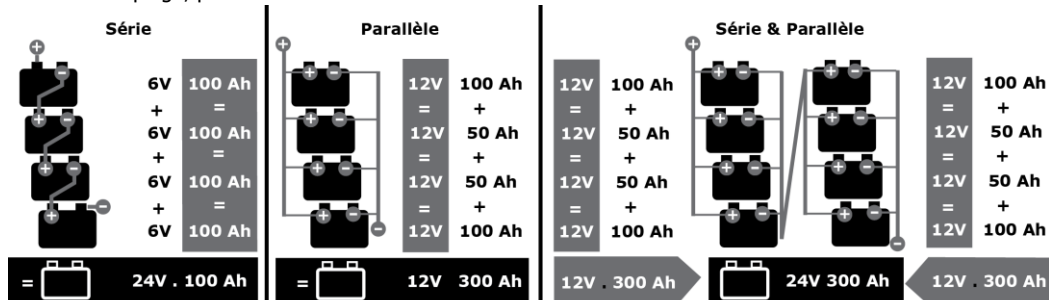 Série
6V 100 Ah
+ =
6V 100 Ah
+ =
6V 100 Ah
+ =
6V 100 Ah
= 24V . 100 Ah
Parallèle
12V 100 Ah
= +
12V 50 Ah
= +
12V 50 Ah
= +
12V 100 Ah
= 12V 300 Ah
Série & Parallèle
12V 100 Ah
= +
12V 50 Ah
= +
12V 50 Ah
= +
12V 100 Ah
12V . 300 Ah
12V 100 Ah
= +
12V 50 Ah
= +
12V 50 Ah
= +
12V 100 Ah
24V 300 Ah
12V . 300 Ah